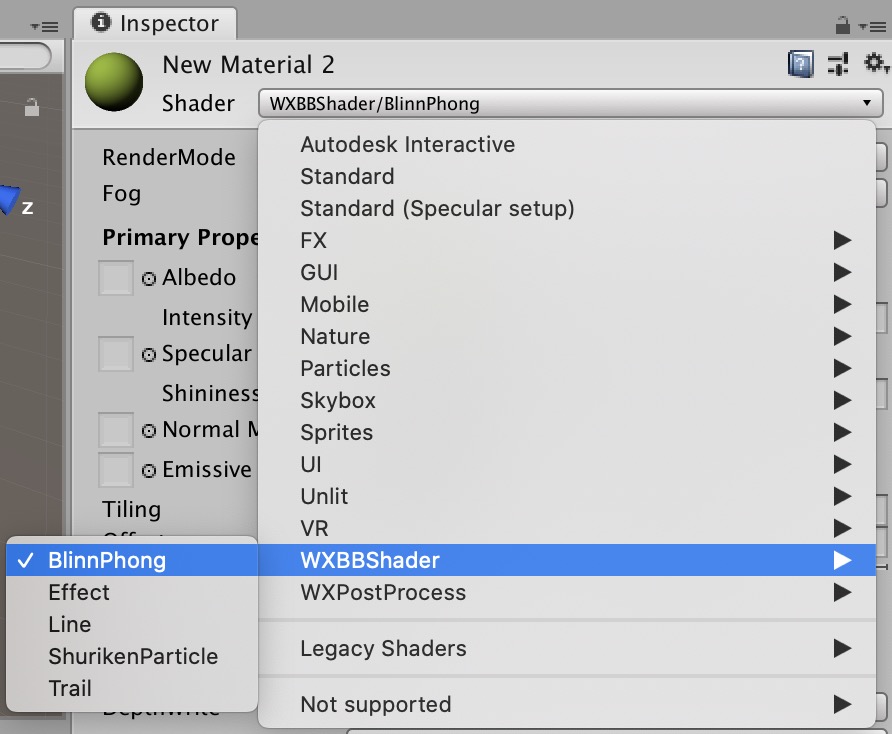 Inspector
New Material 2
Shader WXBBShader/BlinnPhong
RenderMode
Fog
Primary Prope
Albedo
Intensity
Specular
Shininess
Normal M
Emissive
Tiling
Autodesk Interactive
Standard
Standard (Specular setup)
FX
GUI
Mobile
Nature
Particles
Skybox
Sprites
UI
Unlit
VR
WXBBShader
WXPostProcess
Legacy Shaders
Not supported
BlinnPhong
Effect
Line
ShurikenParticle
Trail
DepthWrite
z